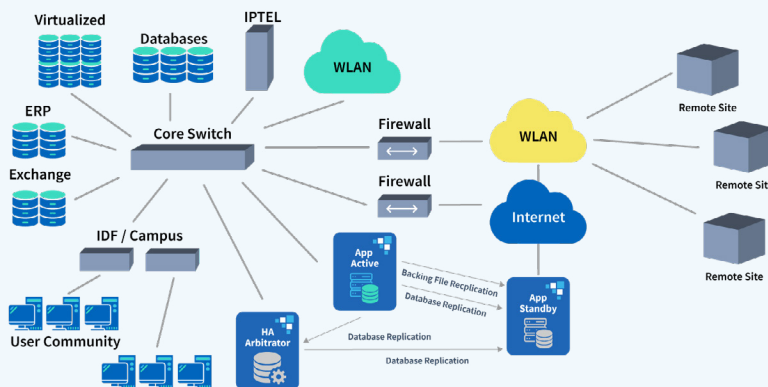 Virtualized
Databases
IPTEL
WLAN
ERP
Core Switch
Firewall
WLAN
Remote Site
Exchange
Firewall
Internet
Remote Sit
IDF / Campus
App
Active
Backing File Recplication
Database Replication
App
Standby
Remote Site
User Community
HA
Arbitrator
Database Replication
Database Replication